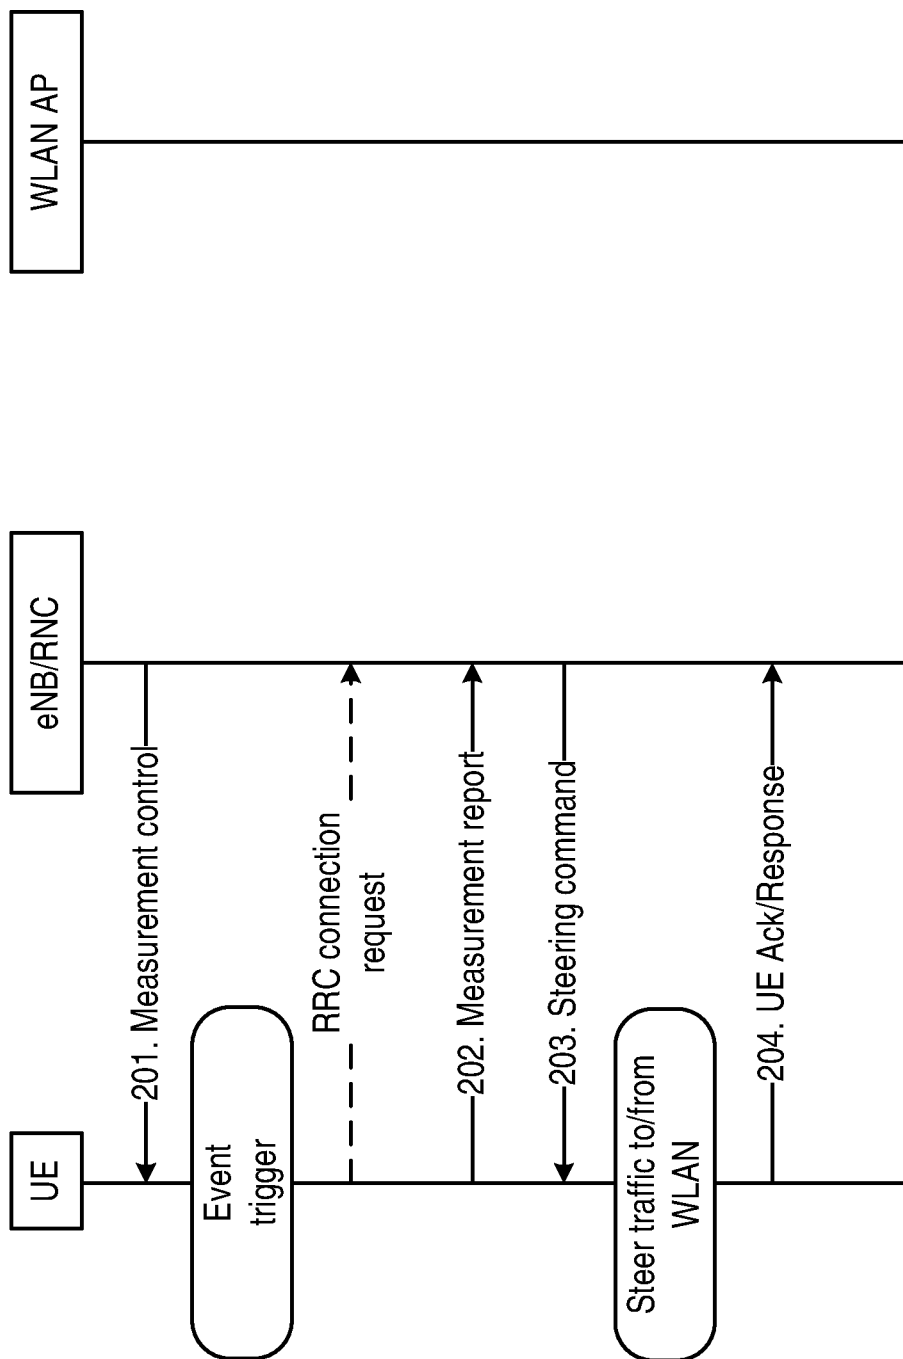 UE
eNB/RNC
WLAN AP
201. Measurement control
Event
trigger
RRC connection
request
202. Measurement report
203. Steering command
Steer traffic to/from
WLAN
204. UE Ack/Response